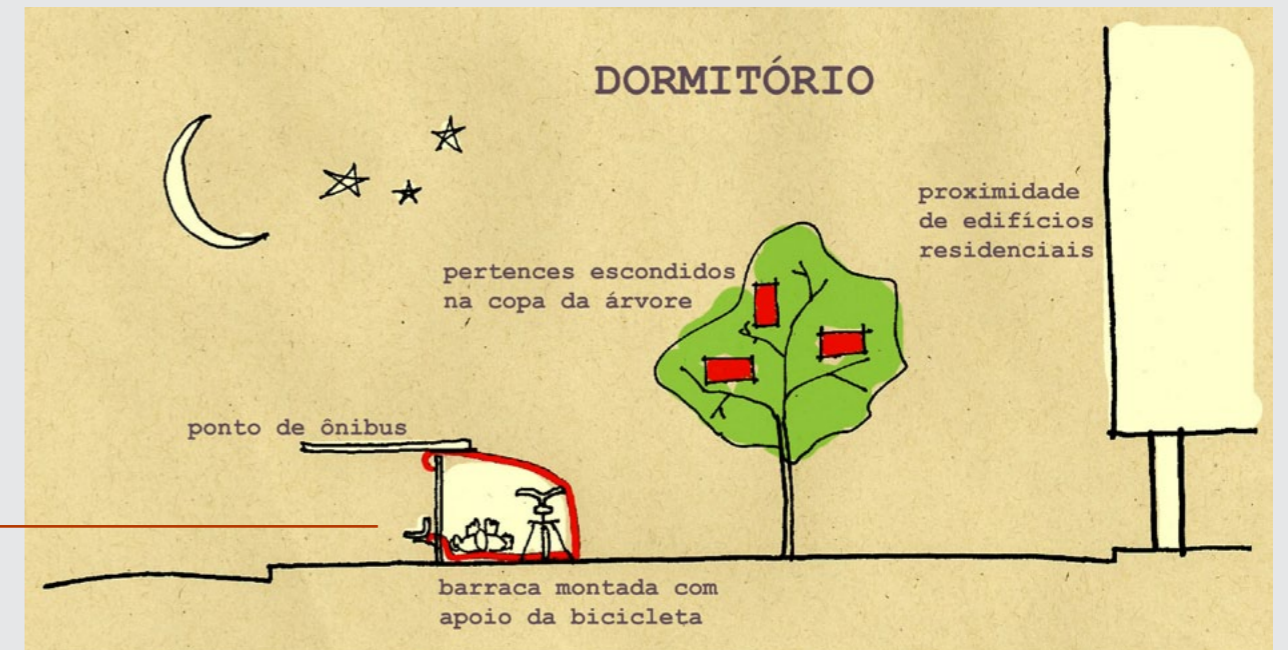 DORMITÓRIO
proximidade
de edifícios
residenciais
pertences escondidos
na copa da árvore
ponto de ônibus
barraca montada com
apoio da bicicleta